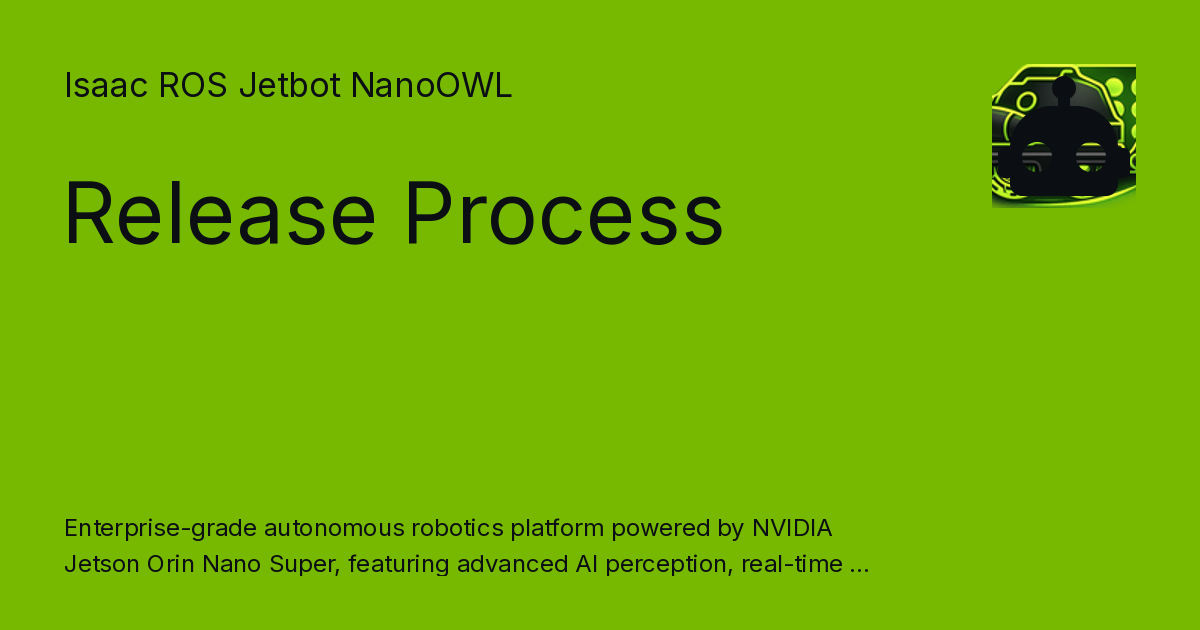 Isaac ROS Jetbot NanoOWL
Release Process
Enterprise-grade autonomous robotics platform powered by NVIDIA
Jetson Orin Nano Super, featuring advanced AI perception, real-time ...